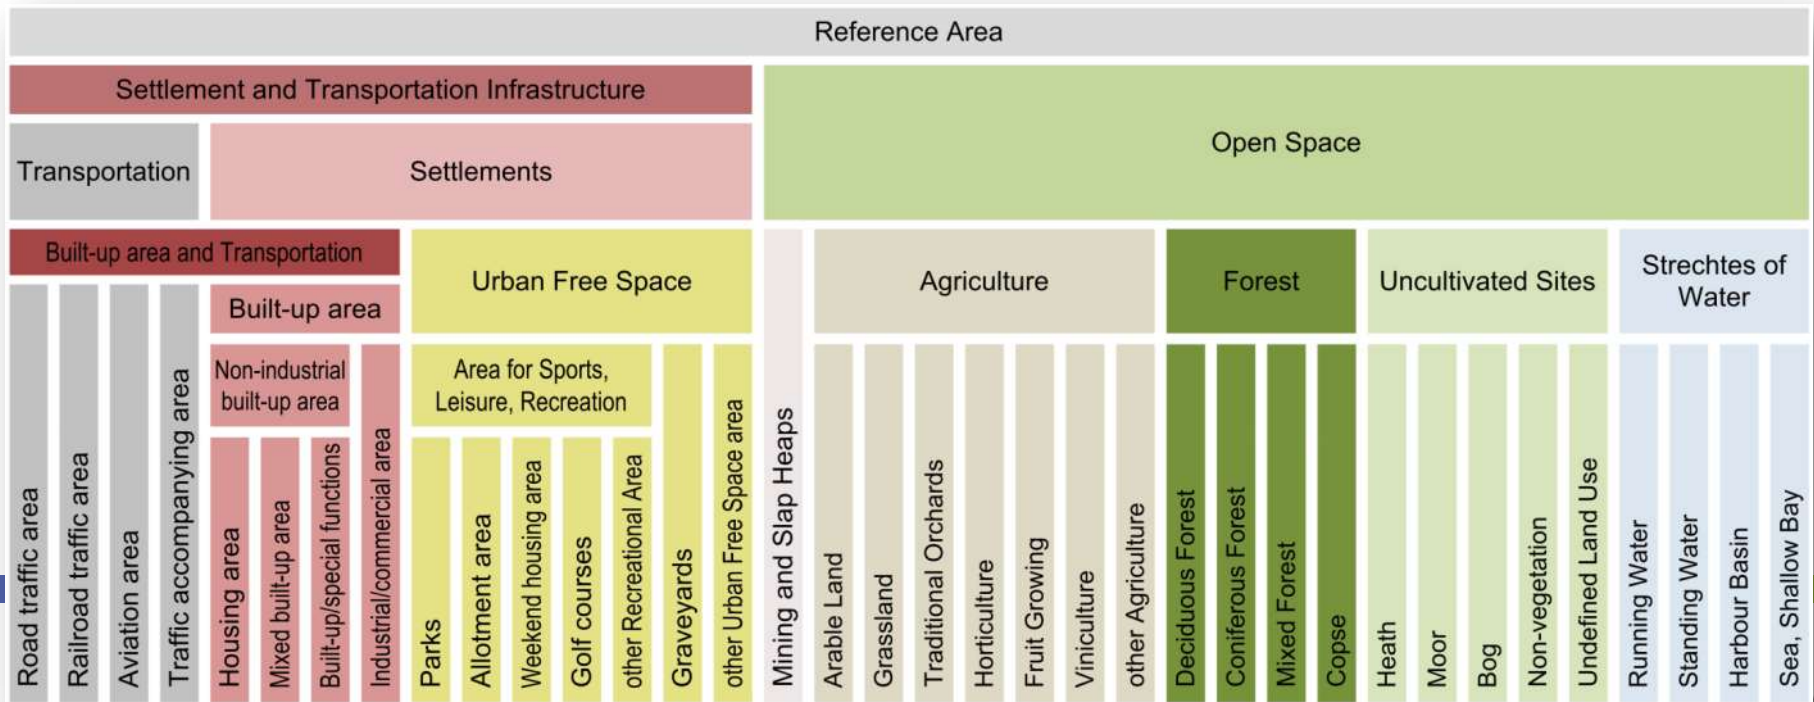 Reference Area
Settlement and Transportation Infrastructure
Open Space
Transportation
Settlements
Built-up area and Transportation
Urban Free Space
Agriculture
Forest
Uncultivated Sites
Strechtes of
Water
Built-up area
Non-industrial
built-up area
Area for Sports,
Leisure, Recreation
Road traffic area
Railroad traffic area
Aviation area
Traffic accompanying area
Housing area
Mixed built-up area
Built-up/special functions
Industrial/commercial area
Parks
Allotment area
Weekend housing area
Golf courses
other Recreational Area
Graveyards
other Urban Free Space area
Mining and Slap Heaps
Arable Land
Grassland
Traditional Orchards
Horticulture
Fruit Growing
Viniculture
other Agriculture
Deciduous Forest
Coniferous Forest
Mixed Forest
Copse
Heath
Moor
Bog
Non-vegetation
Undefined Land Use
Running Water
Standing Water
Harbour Basin
Sea, Shallow Bay